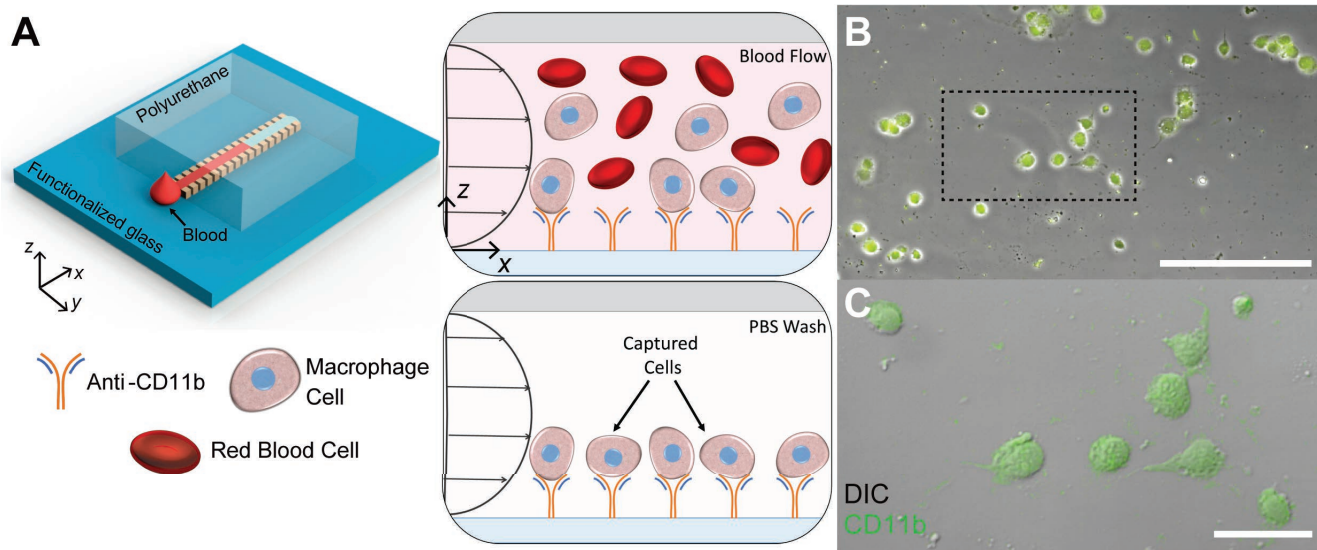 A
Polyurethane
Functionalized glass
Blood
z
x
y
Anti-CD11b
Macrophage
Cell
Red Blood Cell
Blood Flow
z
x
PBS Wash
Captured
Cells
B
C
DIC
CD11b